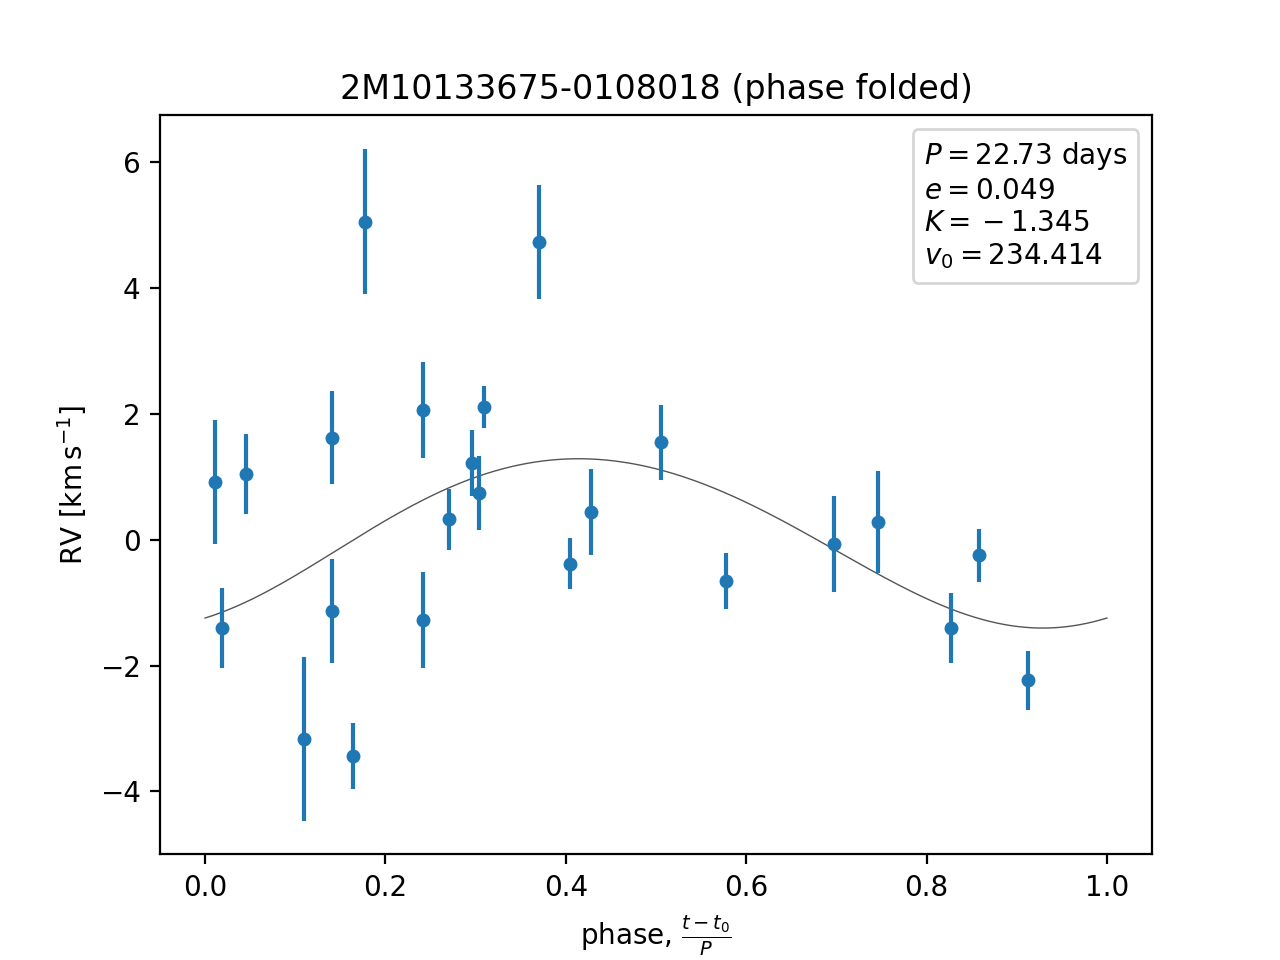 2M10133675-0108018 (phase folded)
P = 22.73 days
e = 0.049
K = −1.345
v₀ = 234.414
RV [km s⁻¹]
6
4
2
0
−2
−4
0.0 0.2 0.4 0.6 0.8 1.0
phase, (t − t₀)/P